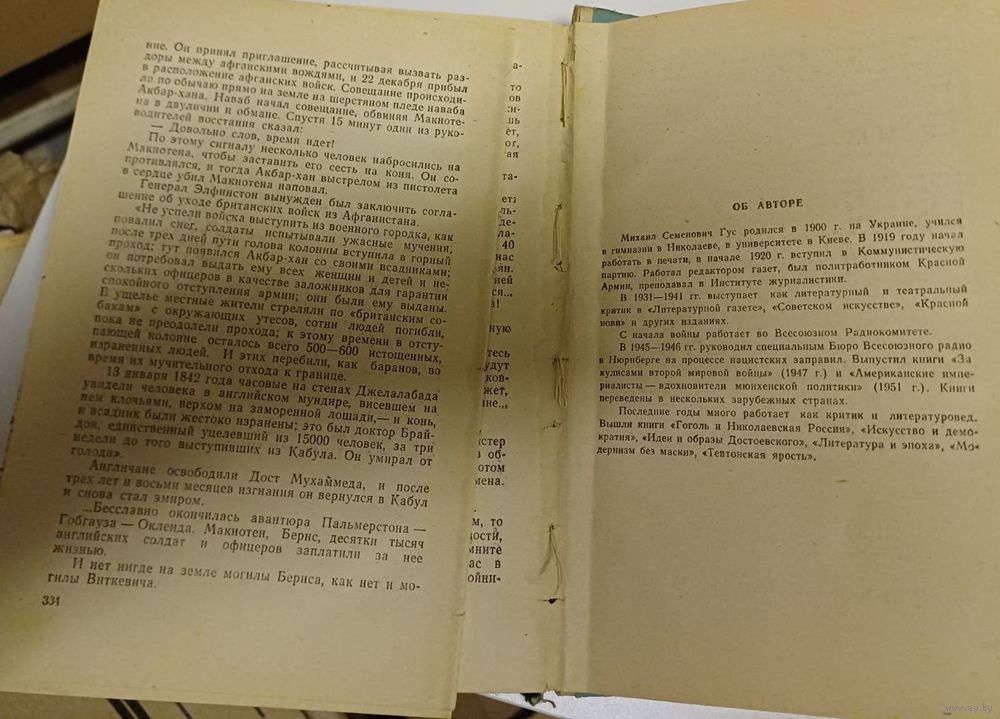 ние. Он принял приглашение, рассчитывая вызвать раз-
доры между афганскими вождями, и 22 декабря прибыл
в расположение афганских войск. Совещание происходи-
ло по обычаю прямо на земле на шерстяном пледе наваба
Акбар-хана. Наваб начал совещание, обвиняя Макноте-
на в двуличии и обмане. Спустя 15 минут один из руко-
водителей восстания сказал:
— Довольно слов, время идет!
По этому сигналу несколько человек набросились на
Макнотена, чтобы заставить его сесть на коня. Он со-
противлялся, и тогда Акбар-хан выстрелом из пистолета
в сердце убил Макнотена наповал.
Генерал Элфинстон вынужден был заключить согла-
шение об уходе британских войск из Афганистана.
«Не успели войска выступить из военного городка, как
повалил снег, солдаты испытывали ужасные мучения;
после трех дней пути голова колонны вступила в горный
проход; тут появился Акбар-хан со своими всадниками;
он потребовал выдать ему всех женщин и детей и не-
скольких офицеров в качестве заложников для гарантии
спокойного отступления армии; они были ему выданы.
В ущелье местные жители стреляли по «британским со-
бакам» с окружающих утесов, сотни людей погибли,
пока не преодолели прохода; к этому времени в отсту-
пающей колонне осталось всего 500—600 истощенных,
израненных людей. И этих перебили, как баранов, во
время их мучительного отхода к границе.
13 января 1842 года часовые на стенах Джелалабада
увидели человека в английском мундире, висевшем на
нем клочьями, верхом на заморенной лошади,— и конь,
и всадник были жестоко изранены; это был доктор Брай-
дон, единственный уцелевший из 15000 человек, за три
недели до того выступивших из Кабула. Он умирал от
голода».
Англичане освободили Дост Мухаммеда, и после
трех лет и восьми месяцев изгнания он вернулся в Кабул
и снова стал эмиром.
...Бесславно окончилась авантюра Пальмерстона —
Гобгауза — Окленда. Макнотен, Бернс, десятки тысяч
английских солдат и офицеров заплатили за нее
жизнью.
И нет нигде на земле могилы Бернса, как нет и мо-
гилы Виткевича.
334
ОБ АВТОРЕ
Михаил Семенович Гус родился в 1900 г. на Украине, учился
в гимназии в Николаеве, в университете в Киеве. В 1919 году начал
работать в печати, в начале 1920 г. вступил в Коммунистическую
партию. Работал редактором газет, был политработником Красной
Армии, преподавал в Институте журналистики.
В 1931—1941 гг. выступает как литературный и театральный
критик в «Литературной газете», «Советском искусстве», «Красной
нови» и других изданиях.
С начала войны работает во Всесоюзном Радиокомитете.
В 1945—1946 гг. руководил специальным Бюро Всесоюзного радио
в Нюрнберге на процессе нацистских заправил. Выпустил книги «За
кулисами второй мировой войны» (1947 г.) и «Американские импе-
риалисты — вдохновители мюнхенской политики» (1951 г.). Книги
переведены в нескольких зарубежных странах.
Последние годы много работает как критик и литературовед.
Вышли книги «Гоголь и Николаевская Россия», «Искусство и демо-
кратия», «Идеи и образы Достоевского», «Литература и эпоха», «Мо-
дернизм без маски», «Тевтонская ярость».
www.ay.by